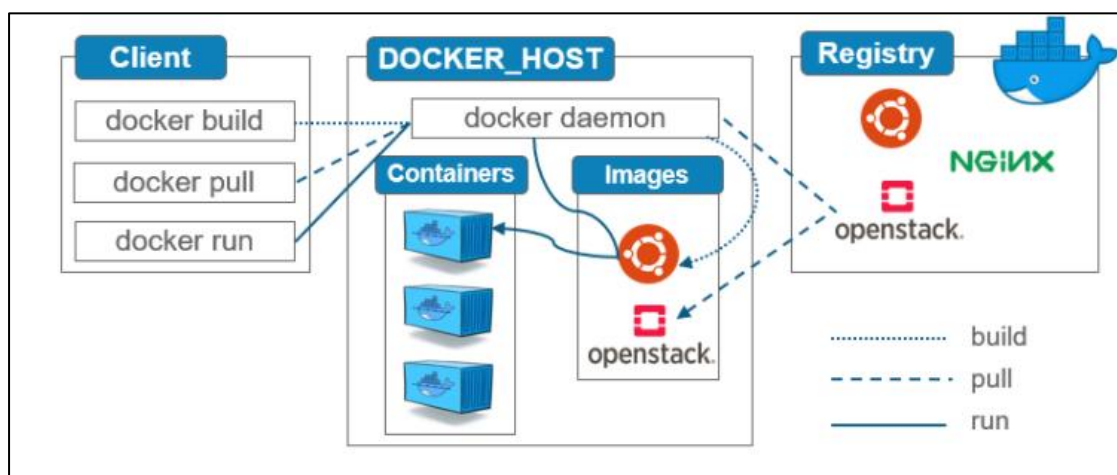 Client
docker build
docker pull
docker run
DOCKER_HOST
docker daemon
Containers
Images
openstack.
Registry
NGINX
openstack.
build
pull
run